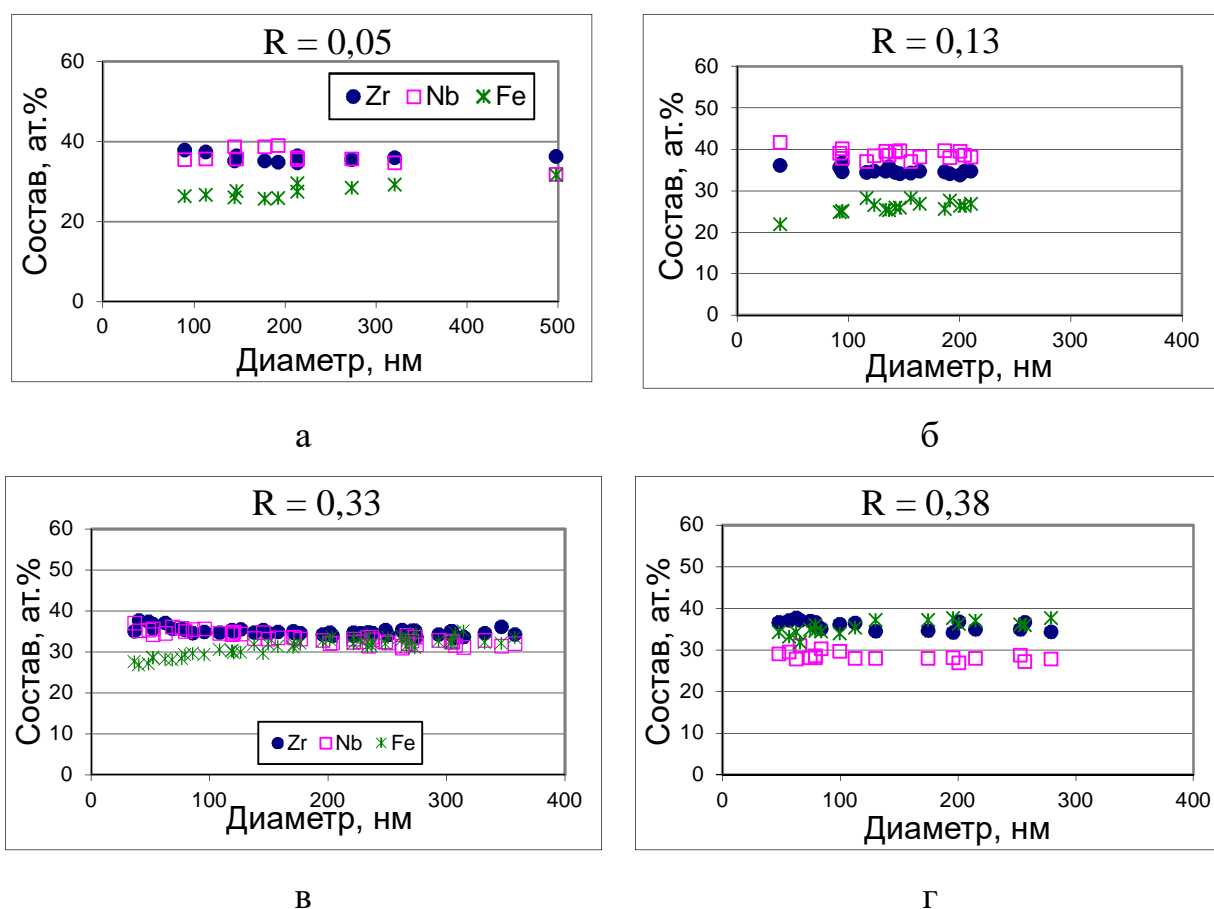 R = 0,05
60
40
20
0
Состав, ат.%
Zr Nb Fe
0 100 200 300 400 500
Диаметр, нм
а
R = 0,13
60
50
40
30
20
10
0
Состав, ат.%
0 100 200 300 400
Диаметр, нм
б
R = 0,33
60
50
40
30
20
10
0
Состав, ат.%
Zr Nb Fe
0 100 200 300 400
Диаметр, нм
в
R = 0,38
60
50
40
30
20
10
0
Состав, ат.%
0 100 200 300 400
Диаметр, нм
г